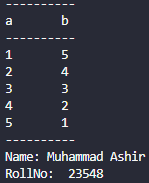 ----------
a        b
----------
1        5
2        4
3        3
4        2
5        1
----------
Name: Muhammad Ashir
RollNo:  23548